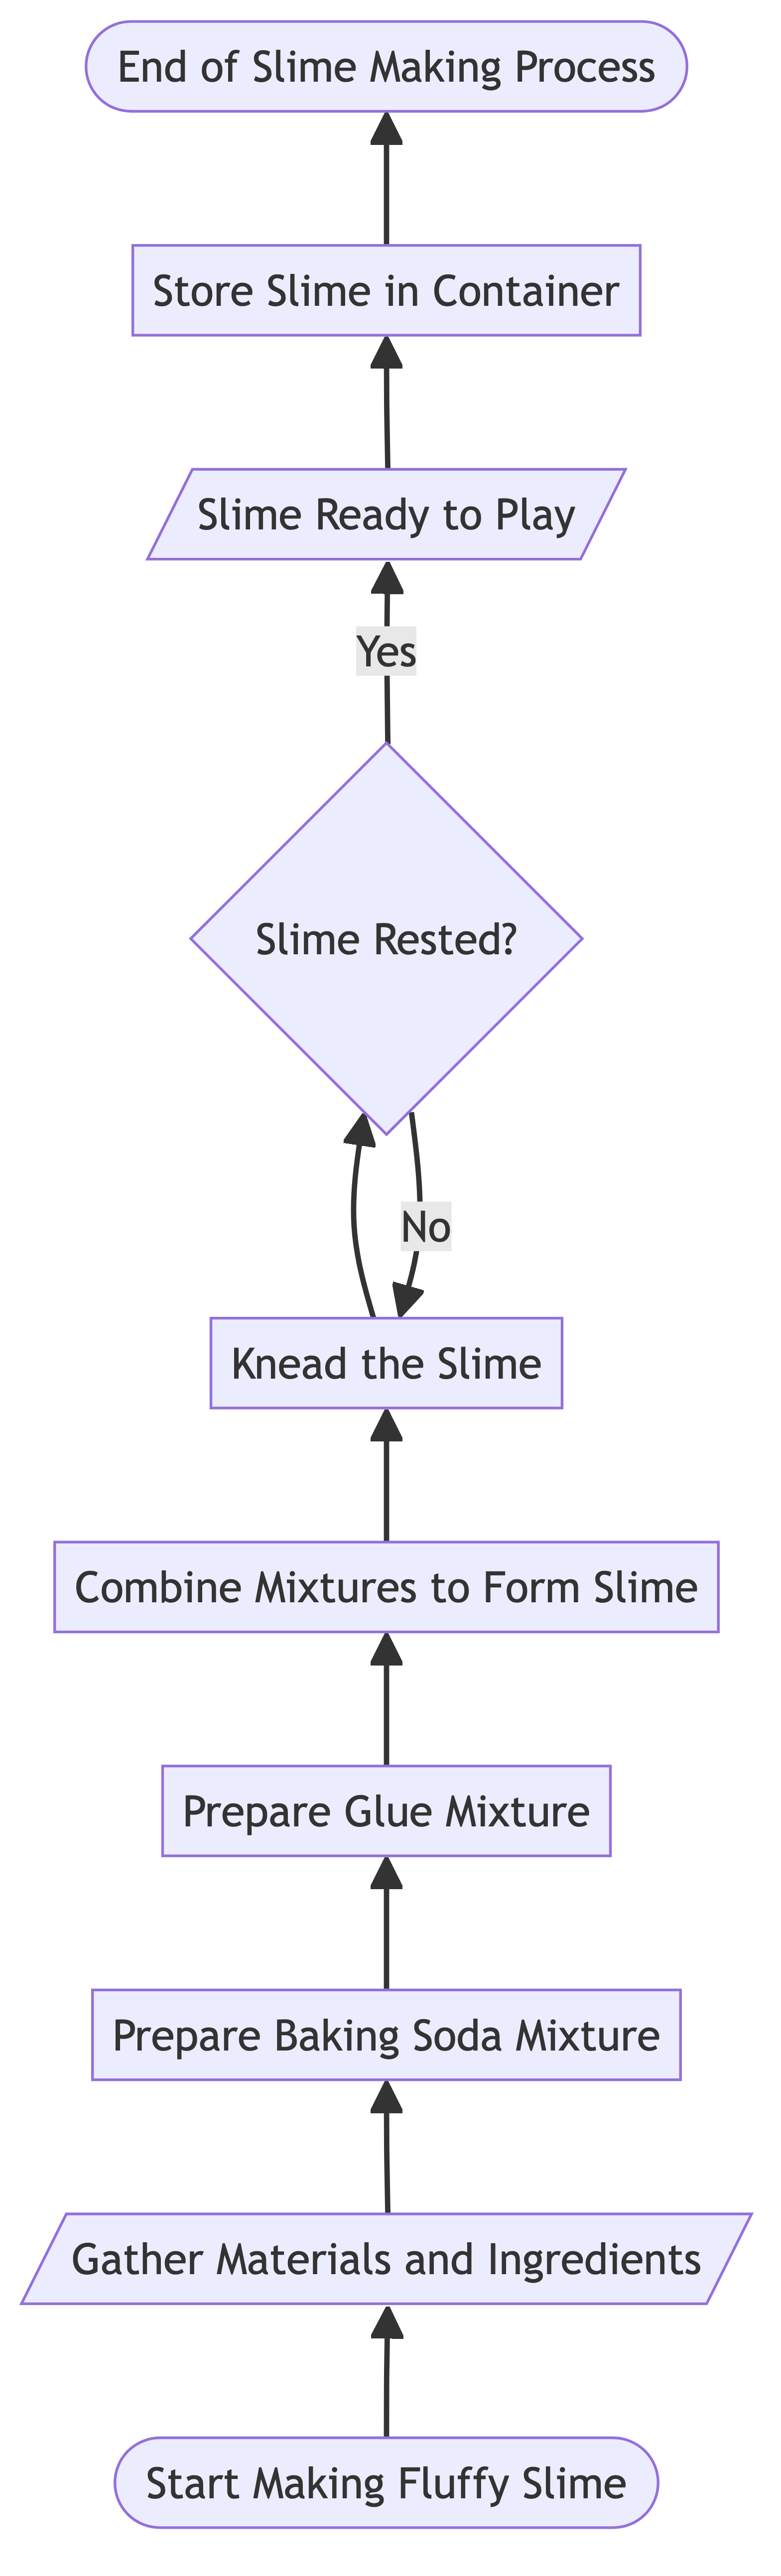 End of Slime Making Process
Store Slime in Container
Slime Ready to Play
Yes
Slime Rested?
No
Knead the Slime
Combine Mixtures to Form Slime
Prepare Glue Mixture
Prepare Baking Soda Mixture
Gather Materials and Ingredients
Start Making Fluffy Slime